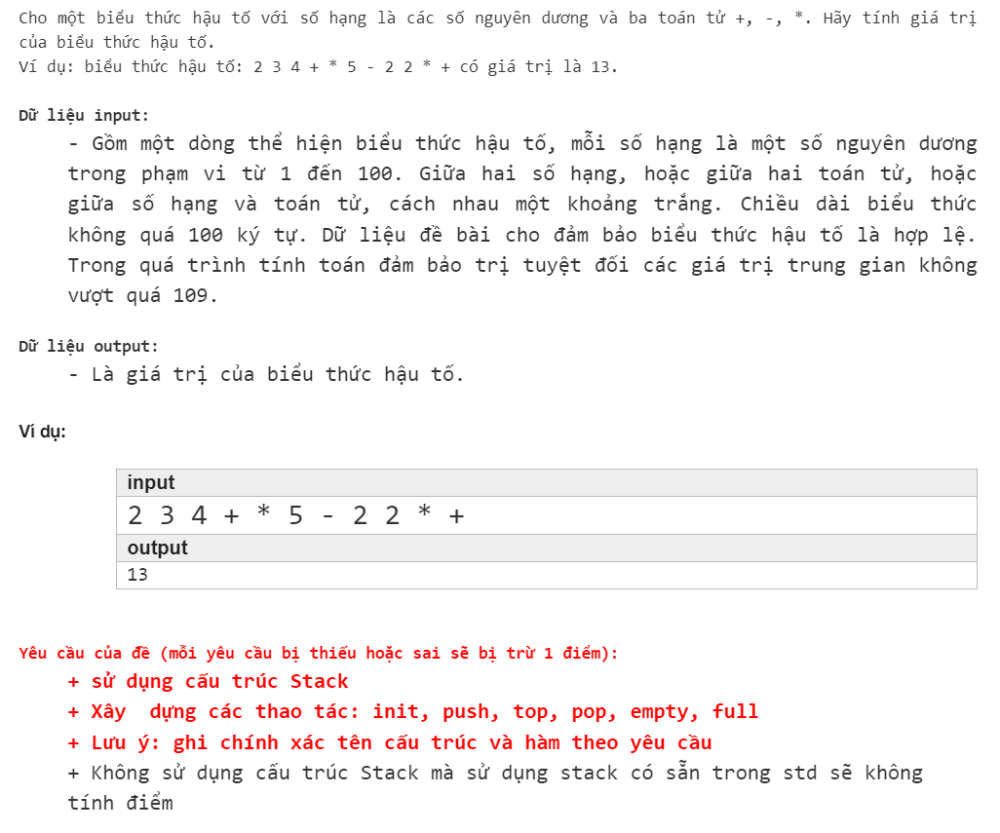 Cho một biểu thức hậu tố với số hạng là các số nguyên dương và ba toán tử +, -, *. Hãy tính giá trị
của biểu thức hậu tố.
Ví dụ: biểu thức hậu tố: 2 3 4 + * 5 - 2 2 * + có giá trị là 13.
Dữ liệu input:
- Gồm một dòng thể hiện biểu thức hậu tố, mỗi số hạng là một số nguyên dương
trong phạm vi từ 1 đến 100. Giữa hai số hạng, hoặc giữa hai toán tử, hoặc
giữa số hạng và toán tử, cách nhau một khoảng trắng. Chiều dài biểu thức
không quá 100 ký tự. Dữ liệu đề bài cho đảm bảo biểu thức hậu tố là hợp lệ.
Trong quá trình tính toán đảm bảo trị tuyệt đối các giá trị trung gian không
vượt quá 109.
Dữ liệu output:
- Là giá trị của biểu thức hậu tố.
Ví dụ:
input
2 3 4 + * 5 - 2 2 * +
output
13
Yêu cầu của đề (mỗi yêu cầu bị thiếu hoặc sai sẽ bị trừ 1 điểm):
+ sử dụng cấu trúc Stack
+ Xây  dựng các thao tác: init, push, top, pop, empty, full
+ Lưu ý: ghi chính xác tên cấu trúc và hàm theo yêu cầu
+ Không sử dụng cấu trúc Stack mà sử dụng stack có sẵn trong std sẽ không
tính điểm